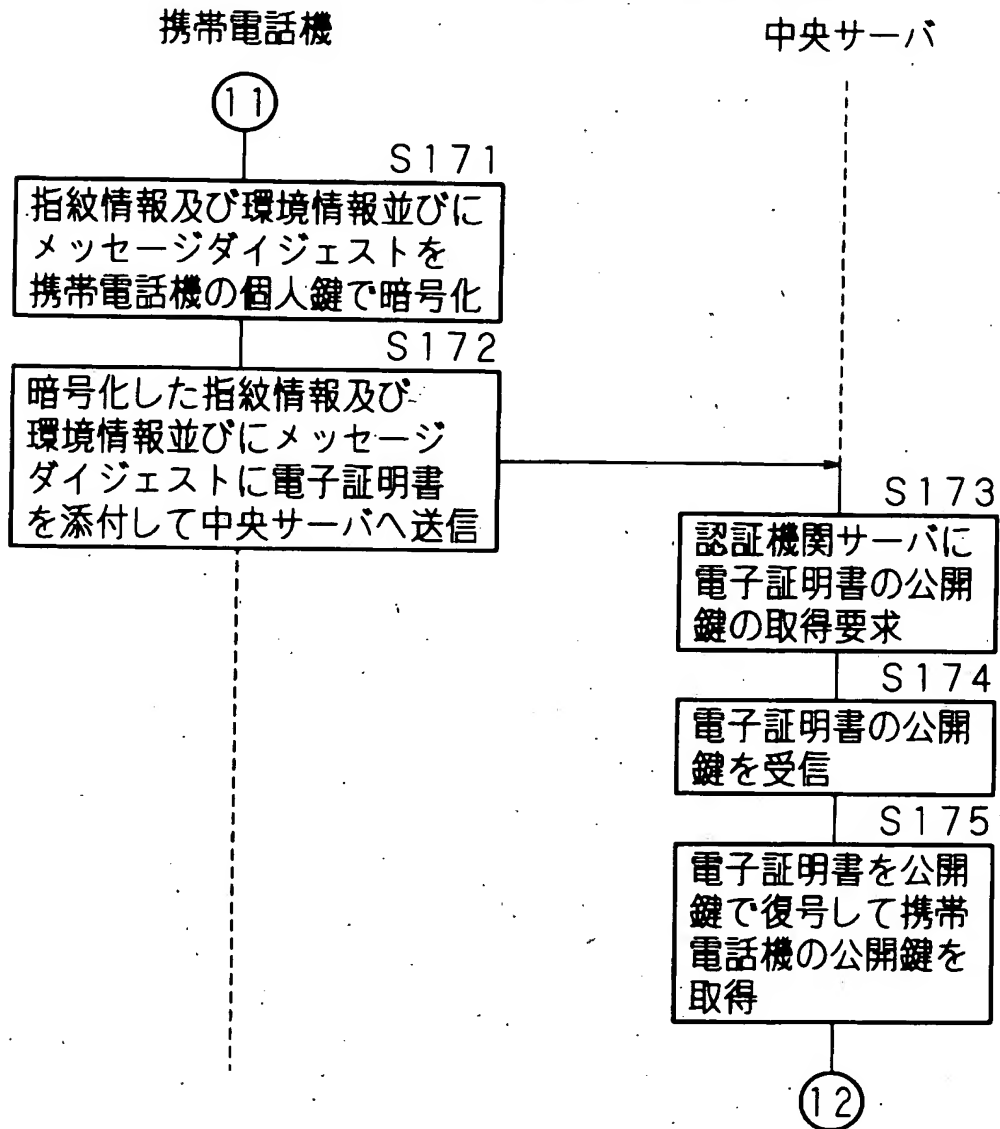 携帯電話機
中央サーバ
11
S171
指紋情報及び環境情報並びに
メッセージダイジェストを
携帯電話機の個人鍵で暗号化
S172
暗号化した指紋情報及び
環境情報並びにメッセージ
ダイジェストに電子証明書
を添付して中央サーバへ送信
S173
認証機関サーバに
電子証明書の公開
鍵の取得要求
S174
電子証明書の公開
鍵を受信
S175
電子証明書を公開
鍵で復号して携帯
電話機の公開鍵を
取得
12